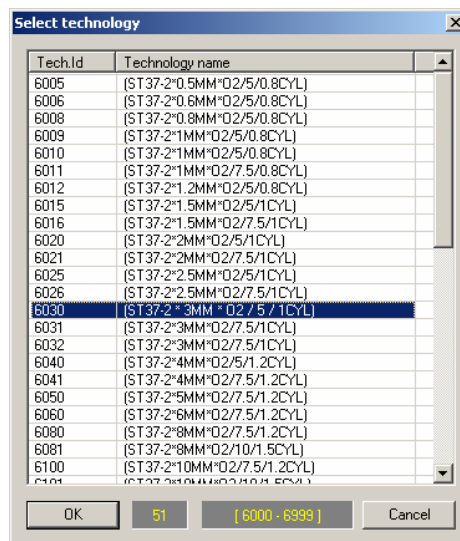 Select technology
Tech.Id Technology name
6005 (ST37-2*0.5MM*O2/5/0.8CYL)
6006 (ST37-2*0.6MM*O2/5/0.8CYL)
6008 (ST37-2*0.8MM*O2/5/0.8CYL)
6009 (ST37-2*1MM*O2/5/0.8CYL)
6010 (ST37-2*1MM*O2/5/0.8CYL)
6011 (ST37-2*1MM*O2/7.5/0.8CYL)
6012 (ST37-2*1.2MM*O2/5/0.8CYL)
6015 (ST37-2*1.5MM*O2/5/1CYL)
6016 (ST37-2*1.5MM*O2/7.5/1CYL)
6020 (ST37-2*2MM*O2/5/1CYL)
6021 (ST37-2*2MM*O2/7.5/1CYL)
6025 (ST37-2*2.5MM*O2/5/1CYL)
6026 (ST37-2*2.5MM*O2/7.5/1CYL)
6030 (ST37-2 * 3MM * O2 / 5 / 1CYL)
6031 (ST37-2*3MM*O2/7.5/1CYL)
6032 (ST37-2*3MM*O2/7.5/1CYL)
6040 (ST37-2*4MM*O2/5/1.2CYL)
6041 (ST37-2*4MM*O2/7.5/1.2CYL)
6050 (ST37-2*5MM*O2/7.5/1.2CYL)
6060 (ST37-2*6MM*O2/7.5/1.2CYL)
6080 (ST37-2*8MM*O2/7.5/1.2CYL)
6081 (ST37-2*8MM*O2/10/1.5CYL)
6100 (ST37-2*10MM*O2/7.5/1.2CYL)
6101 (ST37-2*10MM*O2/10/1.5CYL)
OK 51 [ 6000 - 6999 ] Cancel